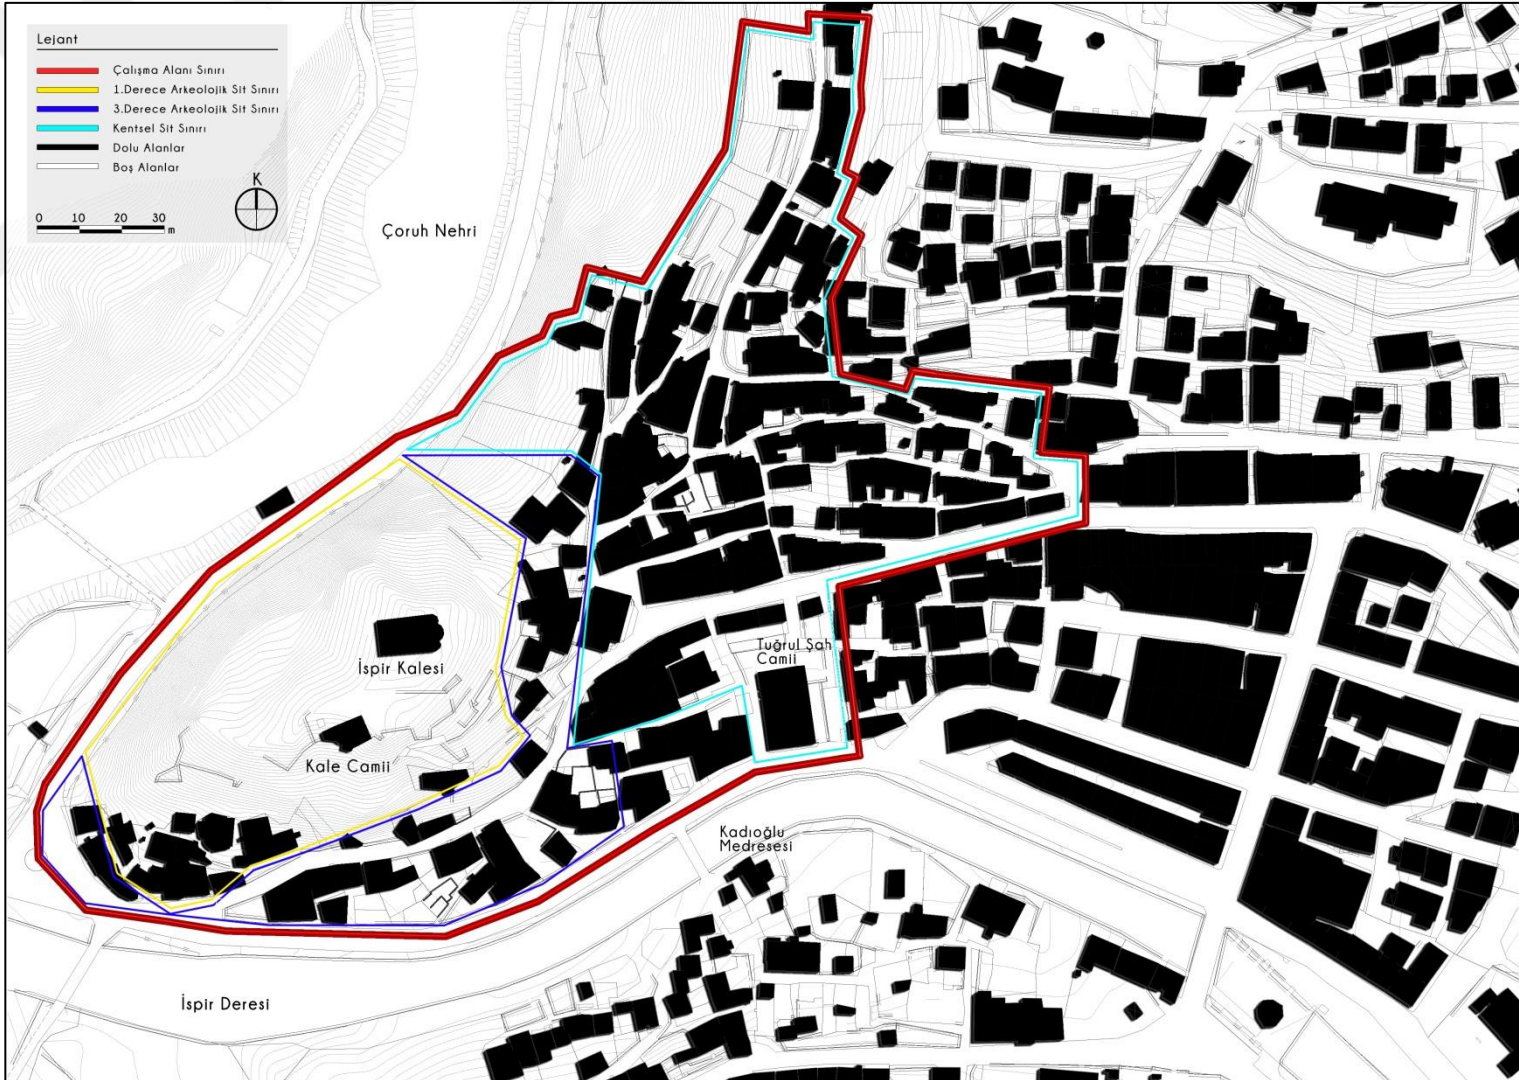 Lejant
Çalışma Alanı Sınırı
1.Derece Arkeolojik Sit Sınırı
3.Derece Arkeolojik Sit Sınırı
Kentsel Sit Sınırı
Dolu Alanlar
Boş Alanlar
K
0 10 20 30 m
Çoruh Nehri
Tuğrul Şah
Camii
İspir Kalesi
Kale Camii
Kadıoğlu
Medresesi
İspir Deresi